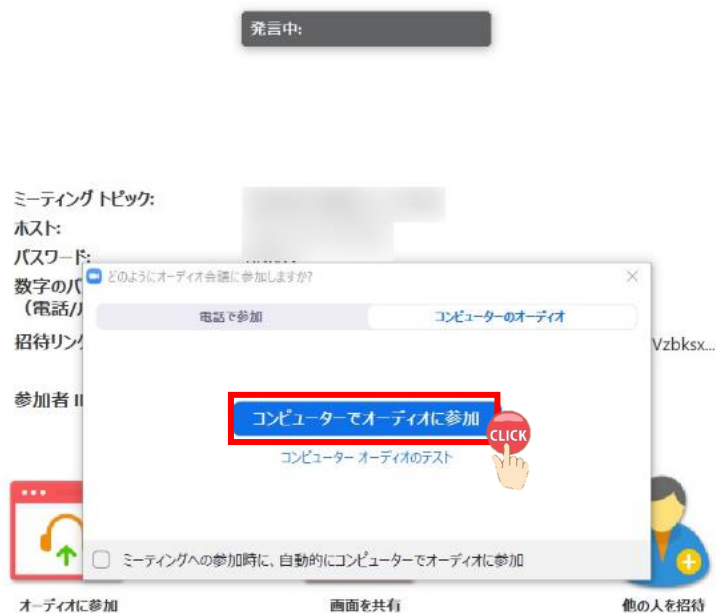 発言中:
ミーティング トピック:
ホスト:
パスワード:
どのようにオーディオ会議に参加しますか?
数字のパ
(電話/
電話で参加
コンピューターのオーディオ
招待リンク
Vzbksx...
参加者 ID
コンピューターでオーディオに参加
CLICK
コンピューター オーディオのテスト
ミーティングへの参加時に、自動的にコンピューターでオーディオに参加
オーディオに参加
画面を共有
他の人を招待